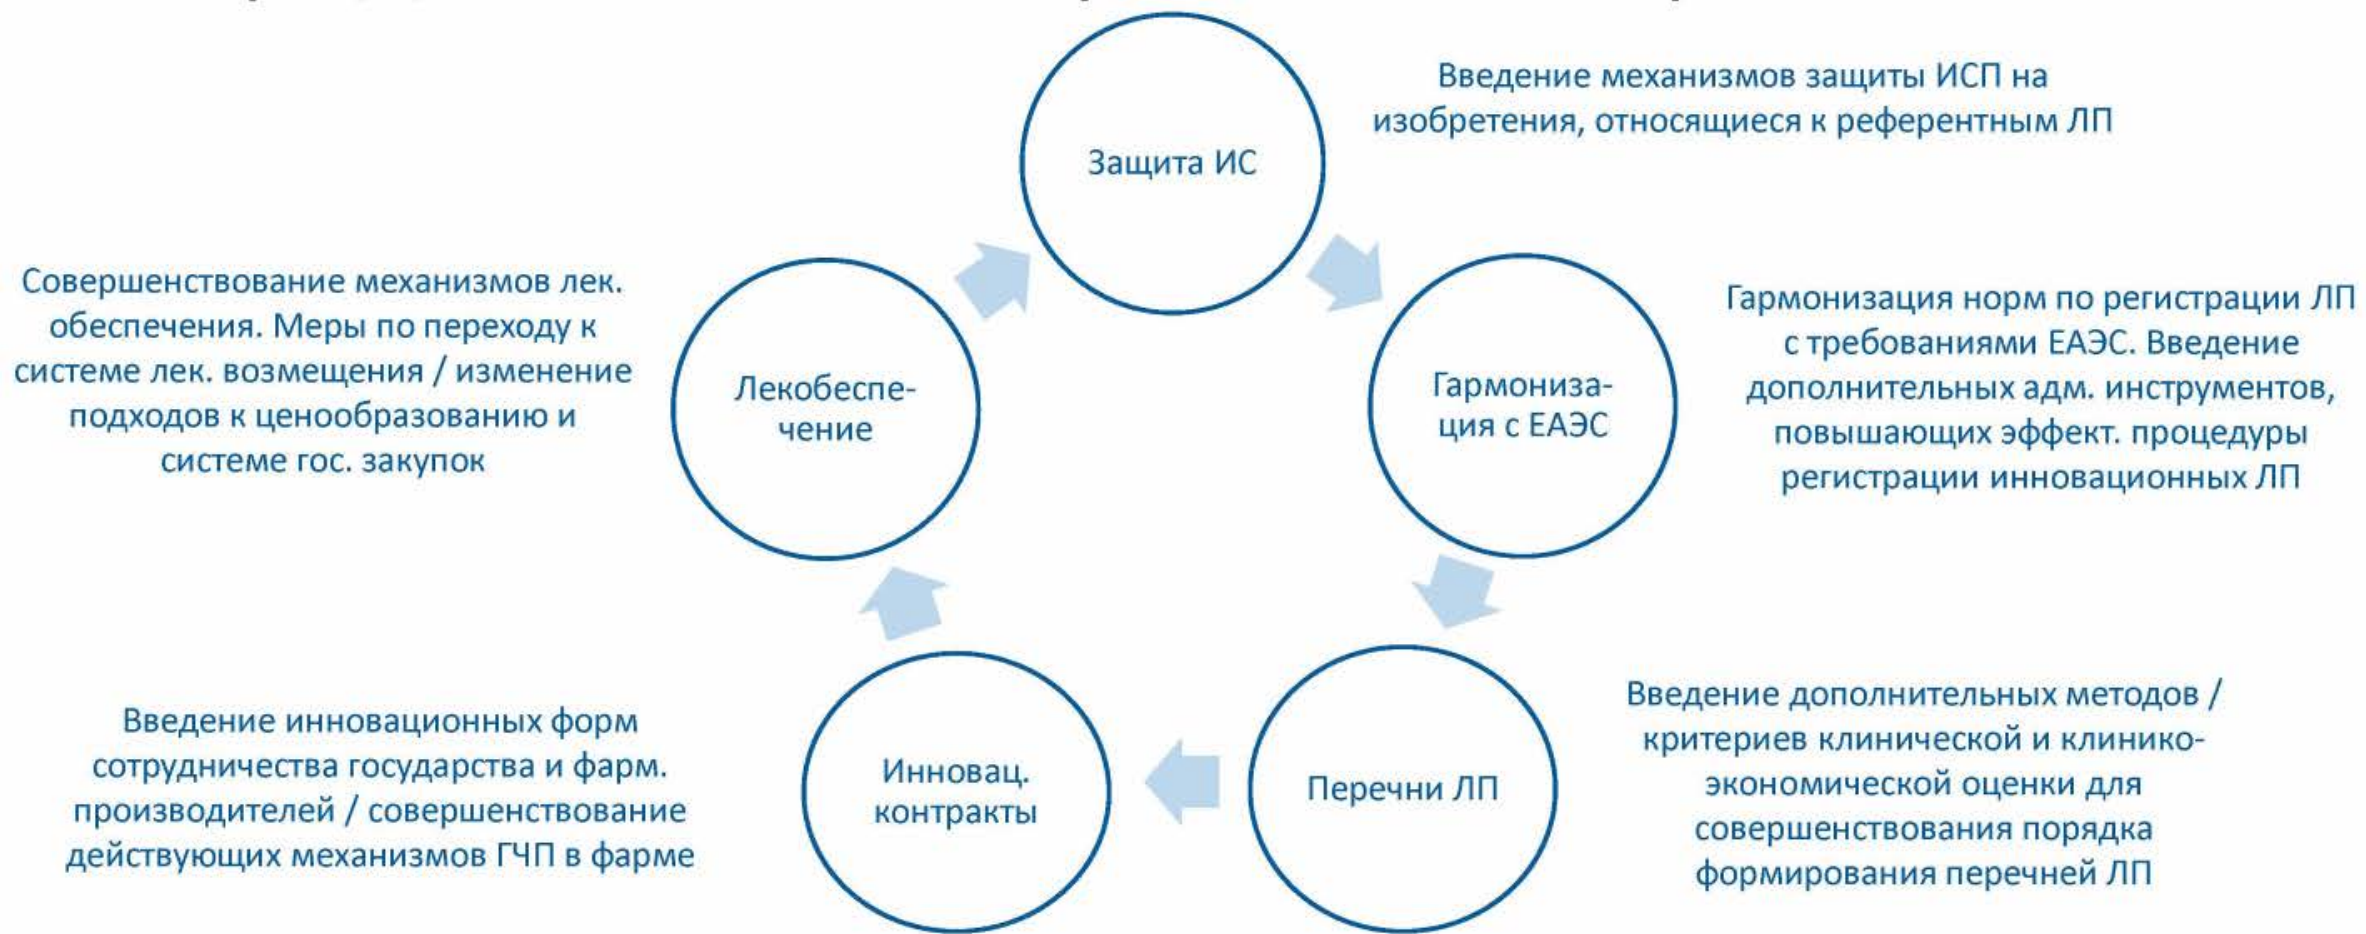 Защита ИС
Введение механизмов защиты ИСП на
изобретения, относящиеся к референтным ЛП
Гармониза-
ция с ЕАЭС
Гармонизация норм по регистрации ЛП
с требованиями ЕАЭС. Введение
дополнительных адм. инструментов,
повышающих эффект. процедуры
регистрации инновационных ЛП
Перечни ЛП
Введение дополнительных методов /
критериев клинической и клинико-
экономической оценки для
совершенствования порядка
формирования перечней ЛП
Инновац.
контракты
Введение инновационных форм
сотрудничества государства и фарм.
производителей / совершенствование
действующих механизмов ГЧП в фарме
Лекобеспе-
чение
Совершенствование механизмов лек.
обеспечения. Меры по переходу к
системе лек. возмещения / изменение
подходов к ценообразованию и
системе гос. закупок